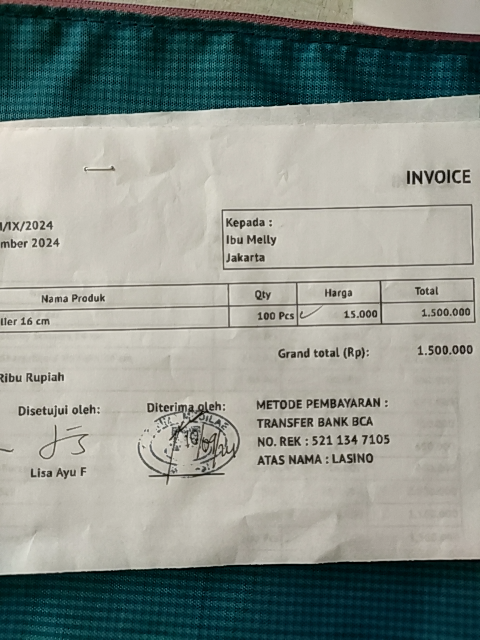 INVOICE
/IX/2024
mber 2024
Kepada :
Ibu Melly
Jakarta
Nama Produk Qty Harga Total
ller 16 cm 100 Pcs 15.000 1.500.000
Grand total (Rp): 1.500.000
Ribu Rupiah
Disetujui oleh: Diterima oleh:
Lisa Ayu F
METODE PEMBAYARAN :
TRANSFER BANK BCA
NO. REK : 521 134 7105
ATAS NAMA : LASINO